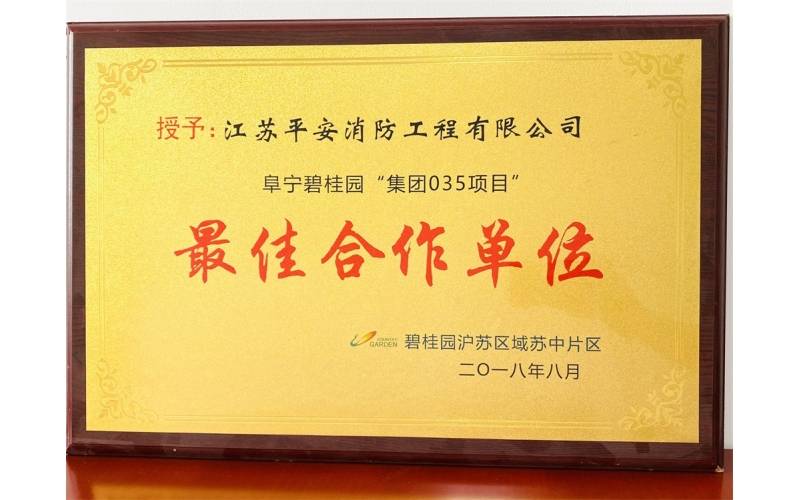 授予：江苏平安消防工程有限公司
阜宁碧桂园“集团035项目”
最佳合作单位
COUNTRY
GARDEN
碧桂园沪苏区域苏中片区
二〇一八年八月